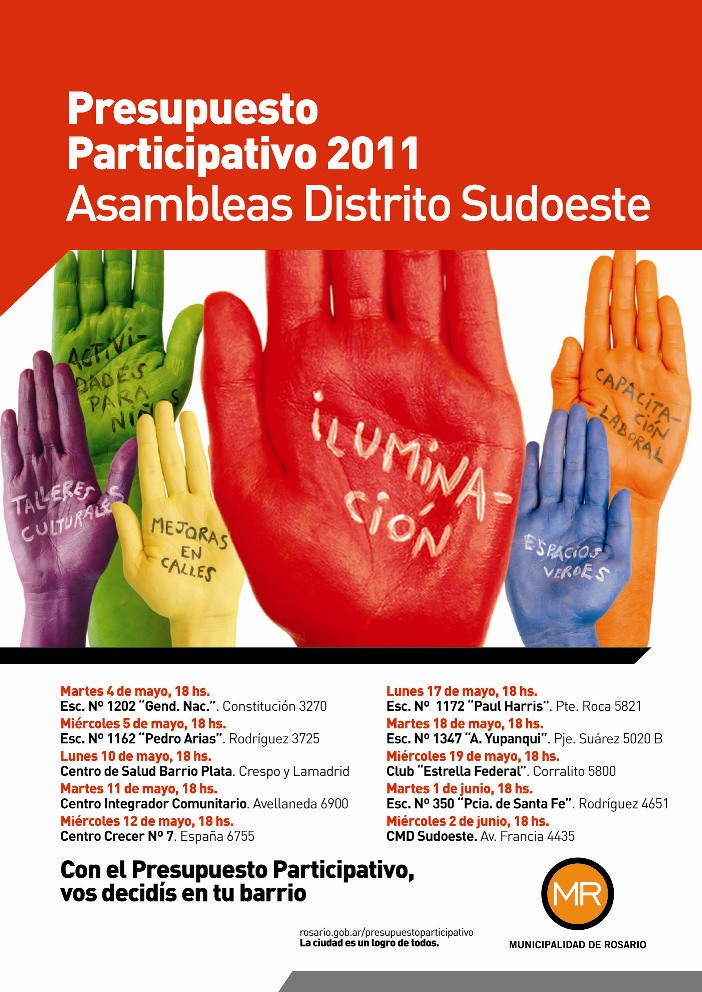 Presupuesto
Participativo 2011
Asambleas Distrito Sudoeste
ACTIVI-
DADES
PARA
NIÑOS
TALLERES
CULTURALES
MEJORAS
EN
CALLES
iLUMiNA-
CIÓN
CAPACITA-
CIÓN
LABORAL
ESPACIOS
VERDES
Martes 4 de mayo, 18 hs.
Esc. Nº 1202 "Gend. Nac.". Constitución 3270
Miércoles 5 de mayo, 18 hs.
Esc. Nº 1162 "Pedro Arias". Rodríguez 3725
Lunes 10 de mayo, 18 hs.
Centro de Salud Barrio Plata. Crespo y Lamadrid
Martes 11 de mayo, 18 hs.
Centro Integrador Comunitario. Avellaneda 6900
Miércoles 12 de mayo, 18 hs.
Centro Crecer Nº 7. España 6755
Lunes 17 de mayo, 18 hs.
Esc. Nº 1172 "Paul Harris". Pte. Roca 5821
Martes 18 de mayo, 18 hs.
Esc. Nº 1347 "A. Yupanqui". Pje. Suárez 5020 B
Miércoles 19 de mayo, 18 hs.
Club "Estrella Federal". Corralito 5800
Martes 1 de junio, 18 hs.
Esc. Nº 350 "Pcia. de Santa Fe". Rodríguez 4651
Miércoles 2 de junio, 18 hs.
CMD Sudoeste. Av. Francia 4435
Con el Presupuesto Participativo,
vos decidís en tu barrio
rosario.gob.ar/presupuestoparticipativo
La ciudad es un logro de todos.
MR
MUNICIPALIDAD DE ROSARIO